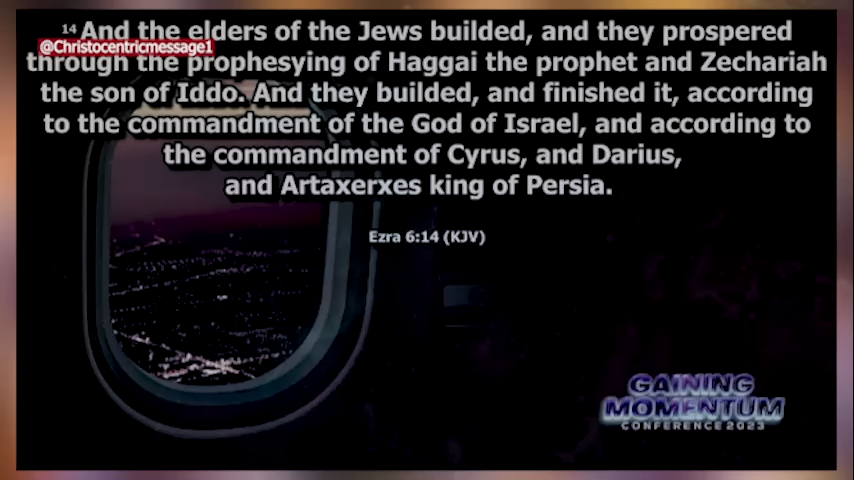 14 And the elders of the Jews builded, and they prospered
@Christocentricmessage1
through the prophesying of Haggai the prophet and Zechariah
the son of Iddo. And they builded, and finished it, according
to the commandment of the God of Israel, and according to
the commandment of Cyrus, and Darius,
and Artaxerxes king of Persia.
Ezra 6:14 (KJV)
GAINING
MOMENTUM
CONFERENCE 2023